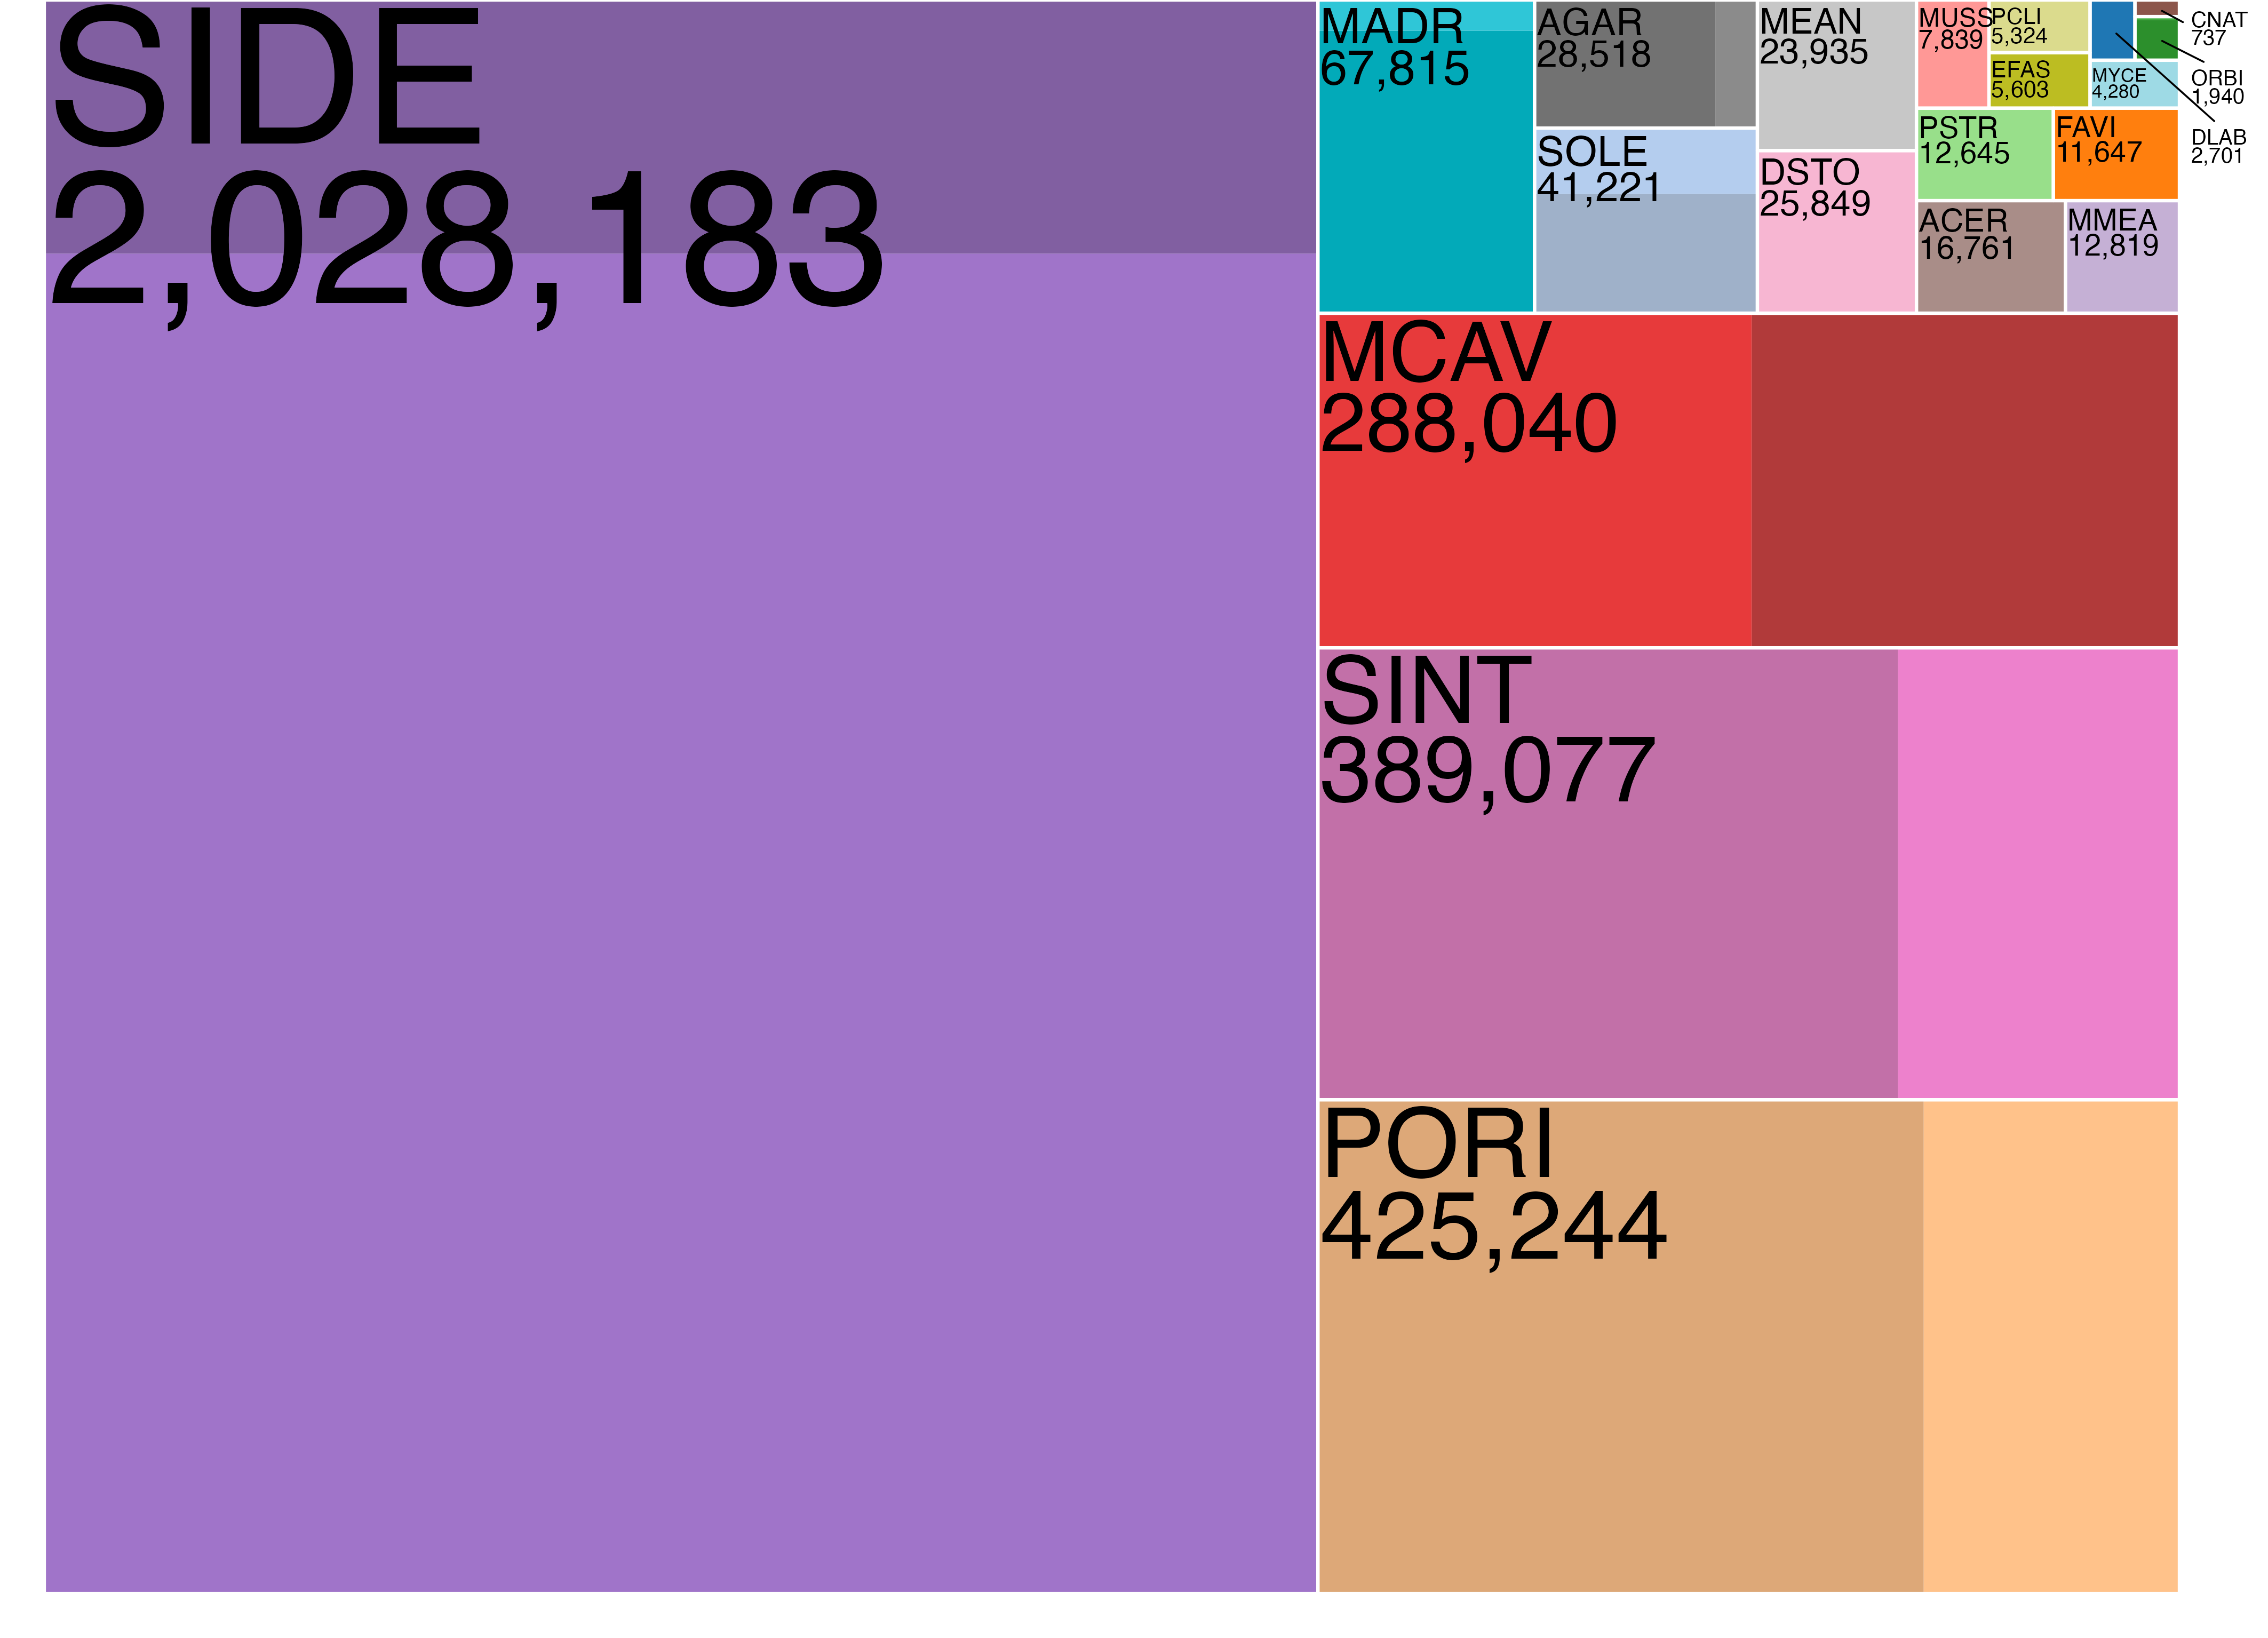 SIDE
2,028,183
MADR
67,815
AGAR
28,518
SOLE
41,221
MEAN
23,935
DSTO
25,849
MUSS
7,839
PCLI
5,324
EFAS
5,603
MYCE
4,280
CNAT
737
ORBI
1,940
DLAB
2,701
PSTR
12,645
FAVI
11,647
ACER
16,761
MMEA
12,819
MCAV
288,040
SINT
389,077
PORI
425,244